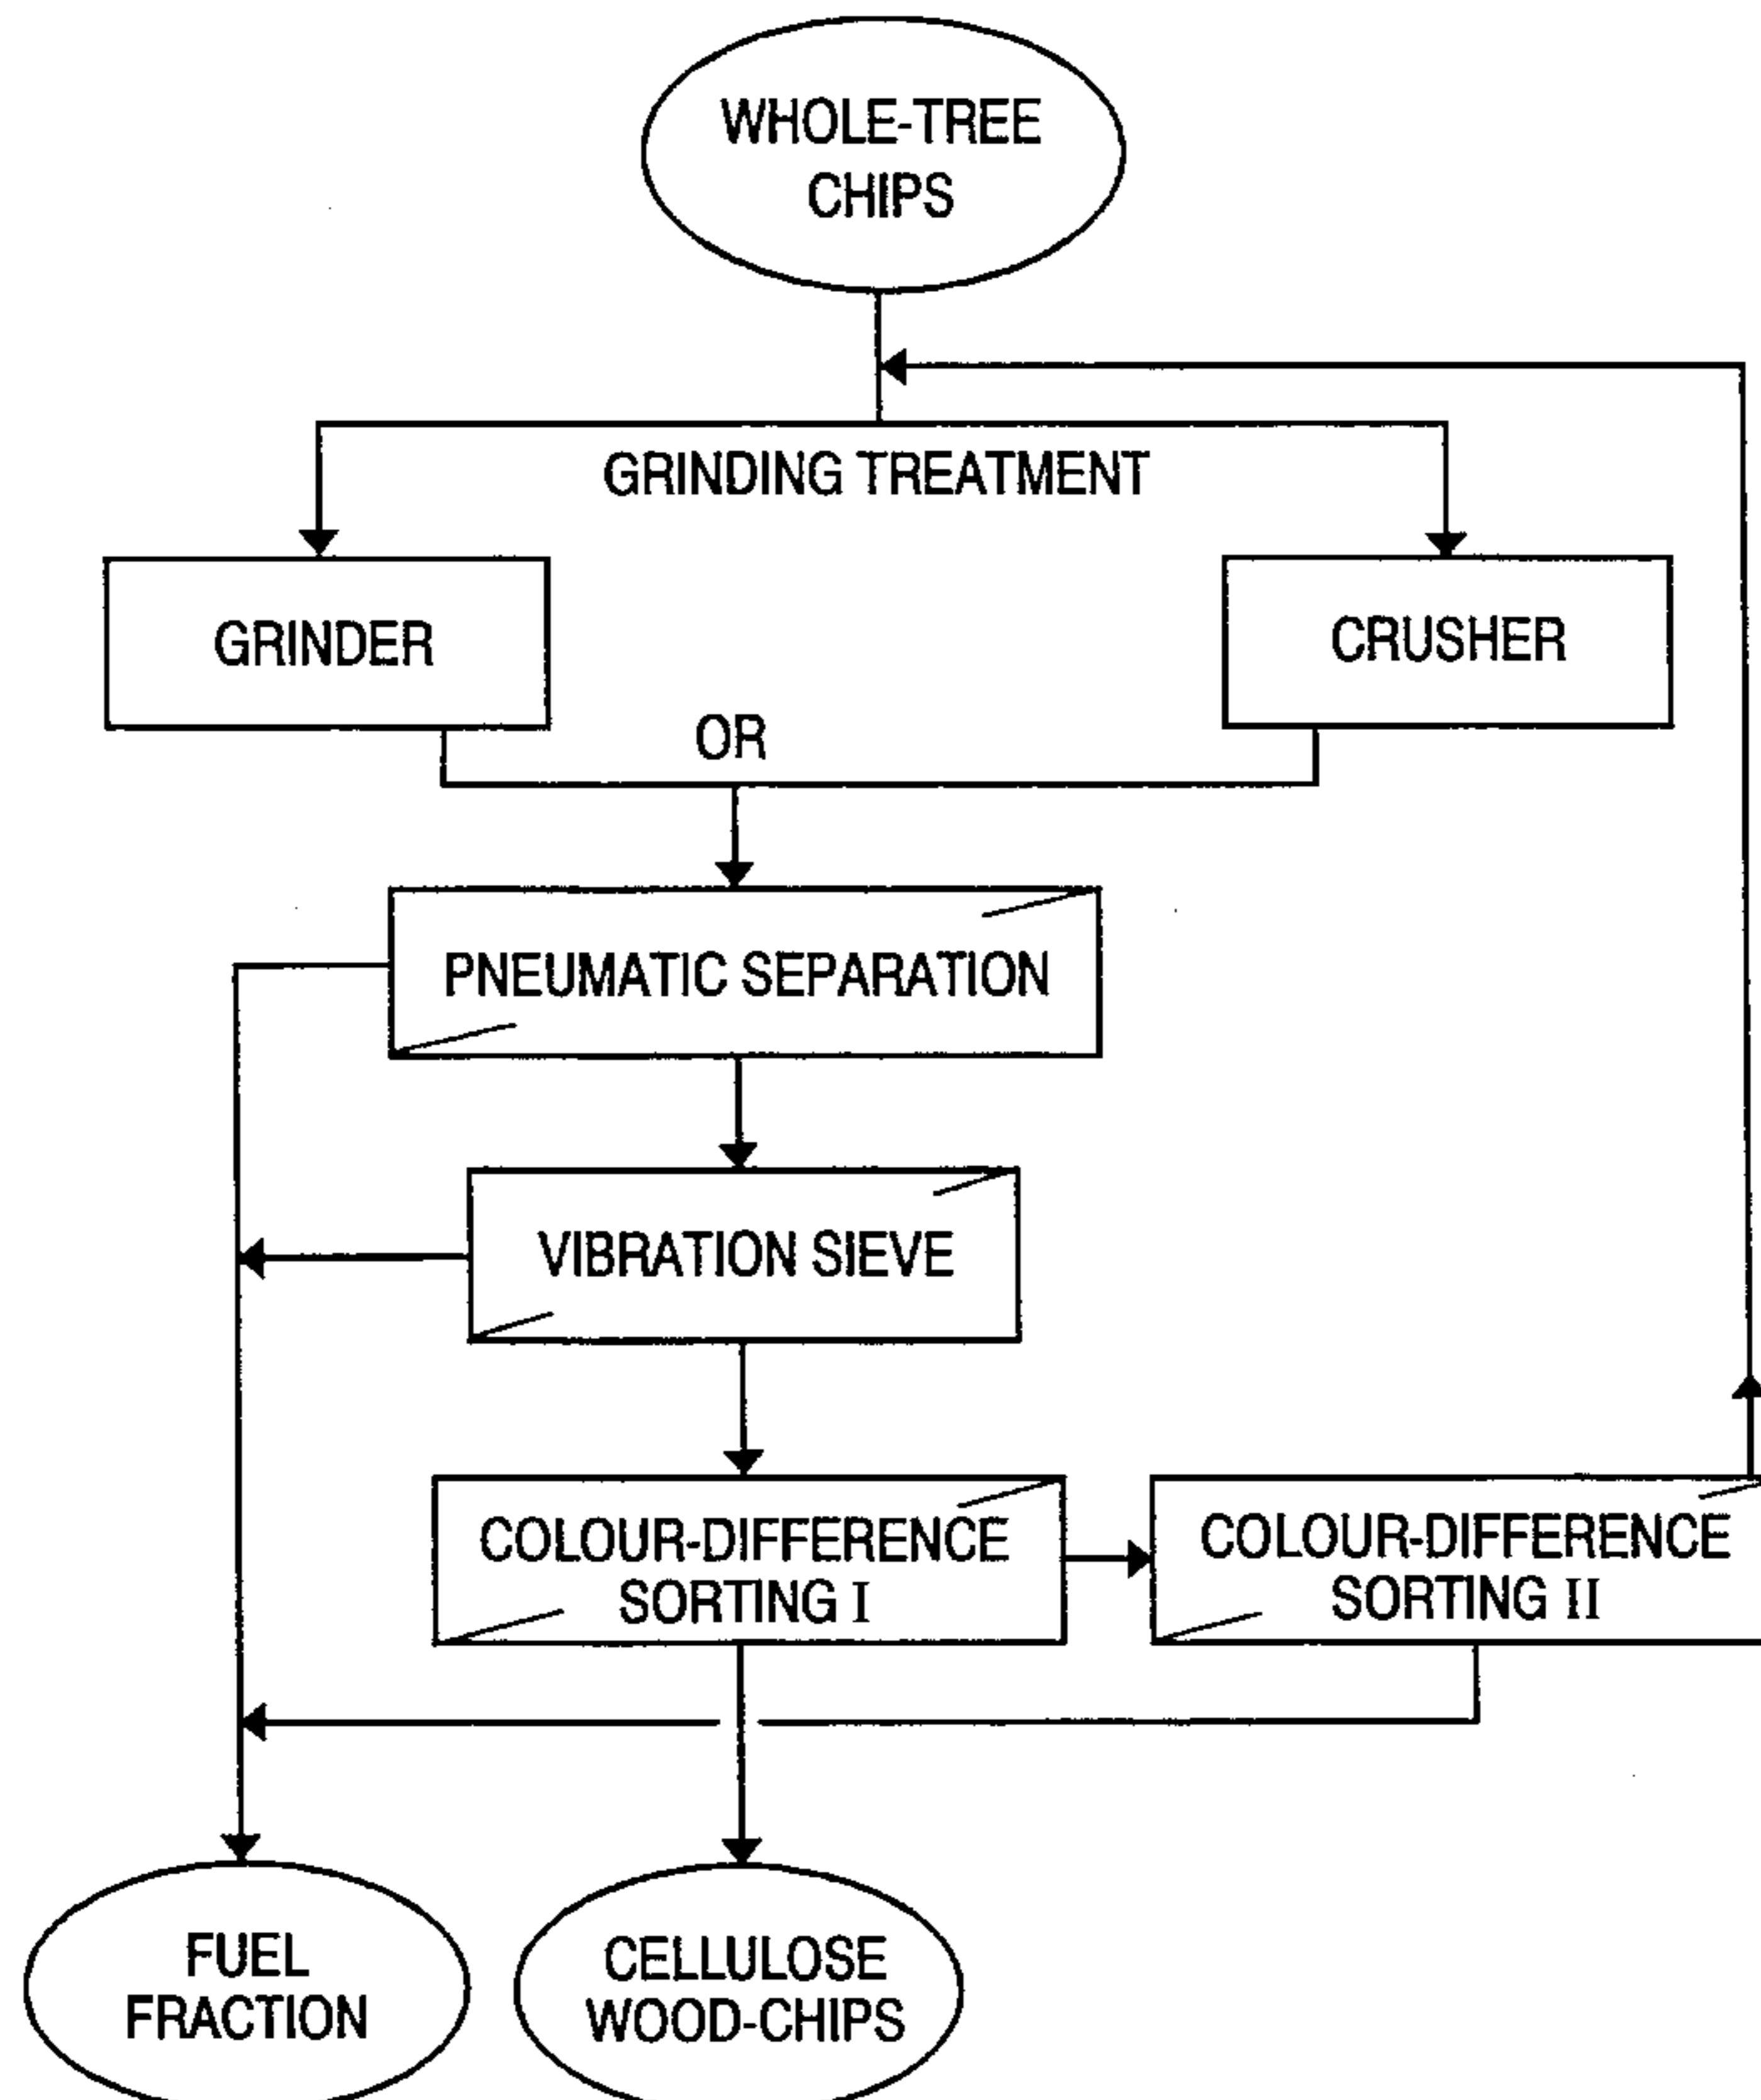 WHOLE-TREE
CHIPS
GRINDING TREATMENT
GRINDER
CRUSHER
OR
PNEUMATIC SEPARATION
VIBRATION SIEVE
COLOUR-DIFFERENCE
SORTING I
COLOUR-DIFFERENCE
SORTING II
FUEL
FRACTION
CELLULOSE
WOOD-CHIPS